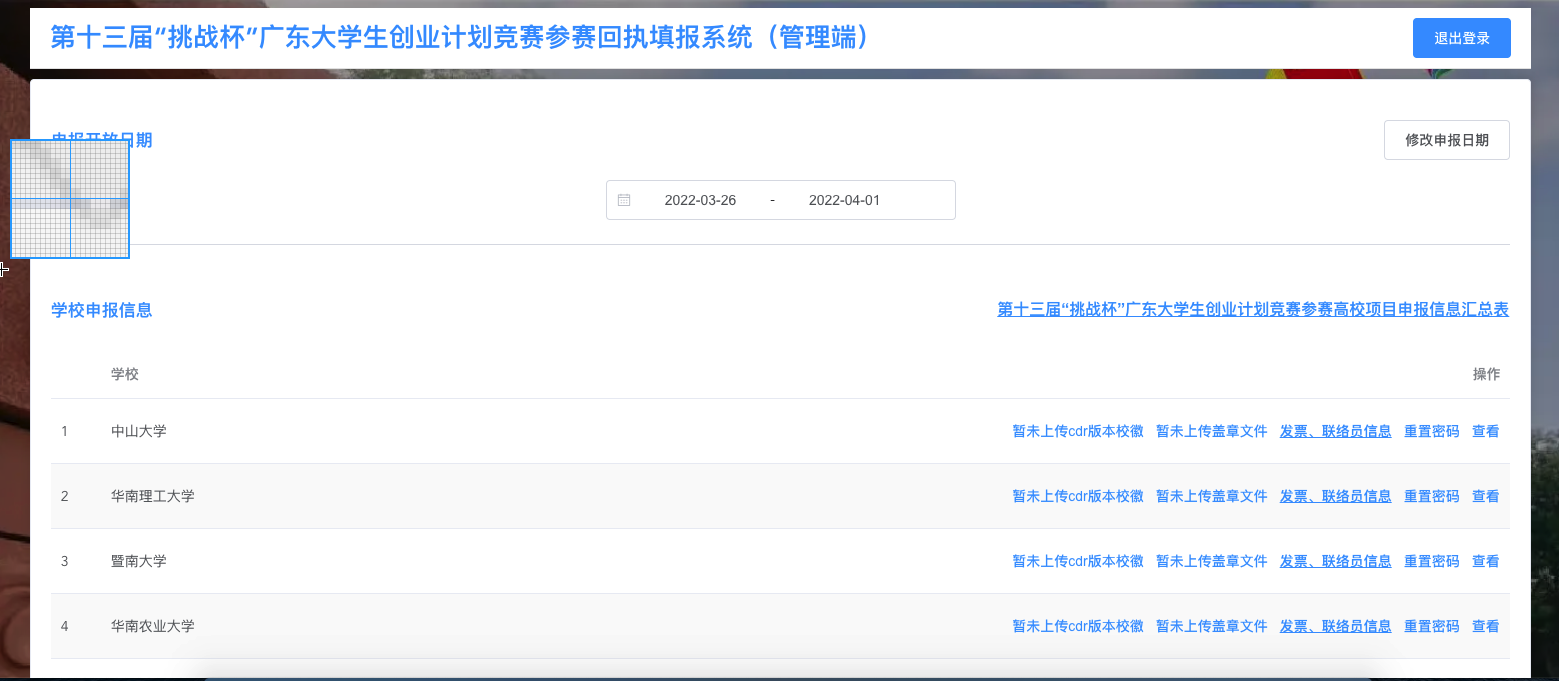 第十三届“挑战杯”广东大学生创业计划竞赛参赛回执填报系统（管理端）
退出登录
申报开放日期
修改申报日期
2022-03-26 - 2022-04-01
学校申报信息
第十三届“挑战杯”广东大学生创业计划竞赛参赛高校项目申报信息汇总表
学校 操作
1 中山大学 暂未上传cdr版本校徽 暂未上传盖章文件 发票、联络员信息 重置密码 查看
2 华南理工大学 暂未上传cdr版本校徽 暂未上传盖章文件 发票、联络员信息 重置密码 查看
3 暨南大学 暂未上传cdr版本校徽 暂未上传盖章文件 发票、联络员信息 重置密码 查看
4 华南农业大学 暂未上传cdr版本校徽 暂未上传盖章文件 发票、联络员信息 重置密码 查看